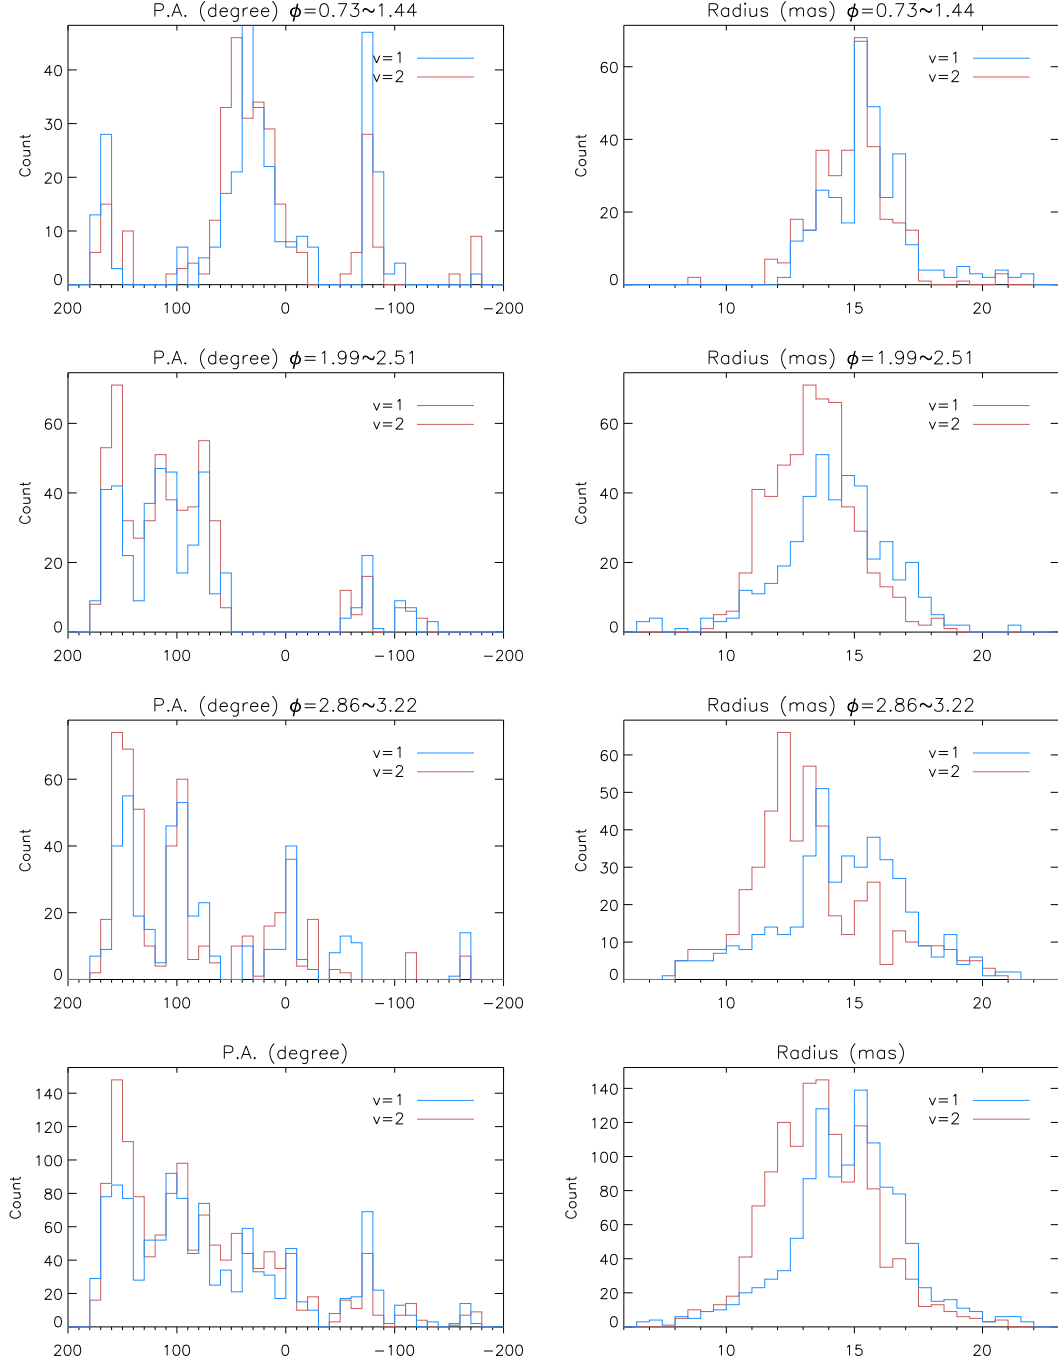 P.A. (degree) ϕ=0.73~1.44
Count
40
30
20
10
0
v=1
v=2
200
100
0
−100
−200
Radius (mas) ϕ=0.73~1.44
Count
60
40
20
0
v=1
v=2
10
15
20
P.A. (degree) ϕ=1.99~2.51
Count
60
40
20
0
v=1
v=2
200
100
0
−100
−200
Radius (mas) ϕ=1.99~2.51
Count
60
40
20
0
v=1
v=2
10
15
20
P.A. (degree) ϕ=2.86~3.22
Count
60
40
20
0
v=1
v=2
200
100
0
−100
−200
Radius (mas) ϕ=2.86~3.22
Count
60
50
40
30
20
10
0
v=1
v=2
10
15
20
P.A. (degree)
Count
140
120
100
80
60
40
20
0
v=1
v=2
200
100
0
−100
−200
Radius (mas)
Count
140
120
100
80
60
40
20
0
v=1
v=2
10
15
20